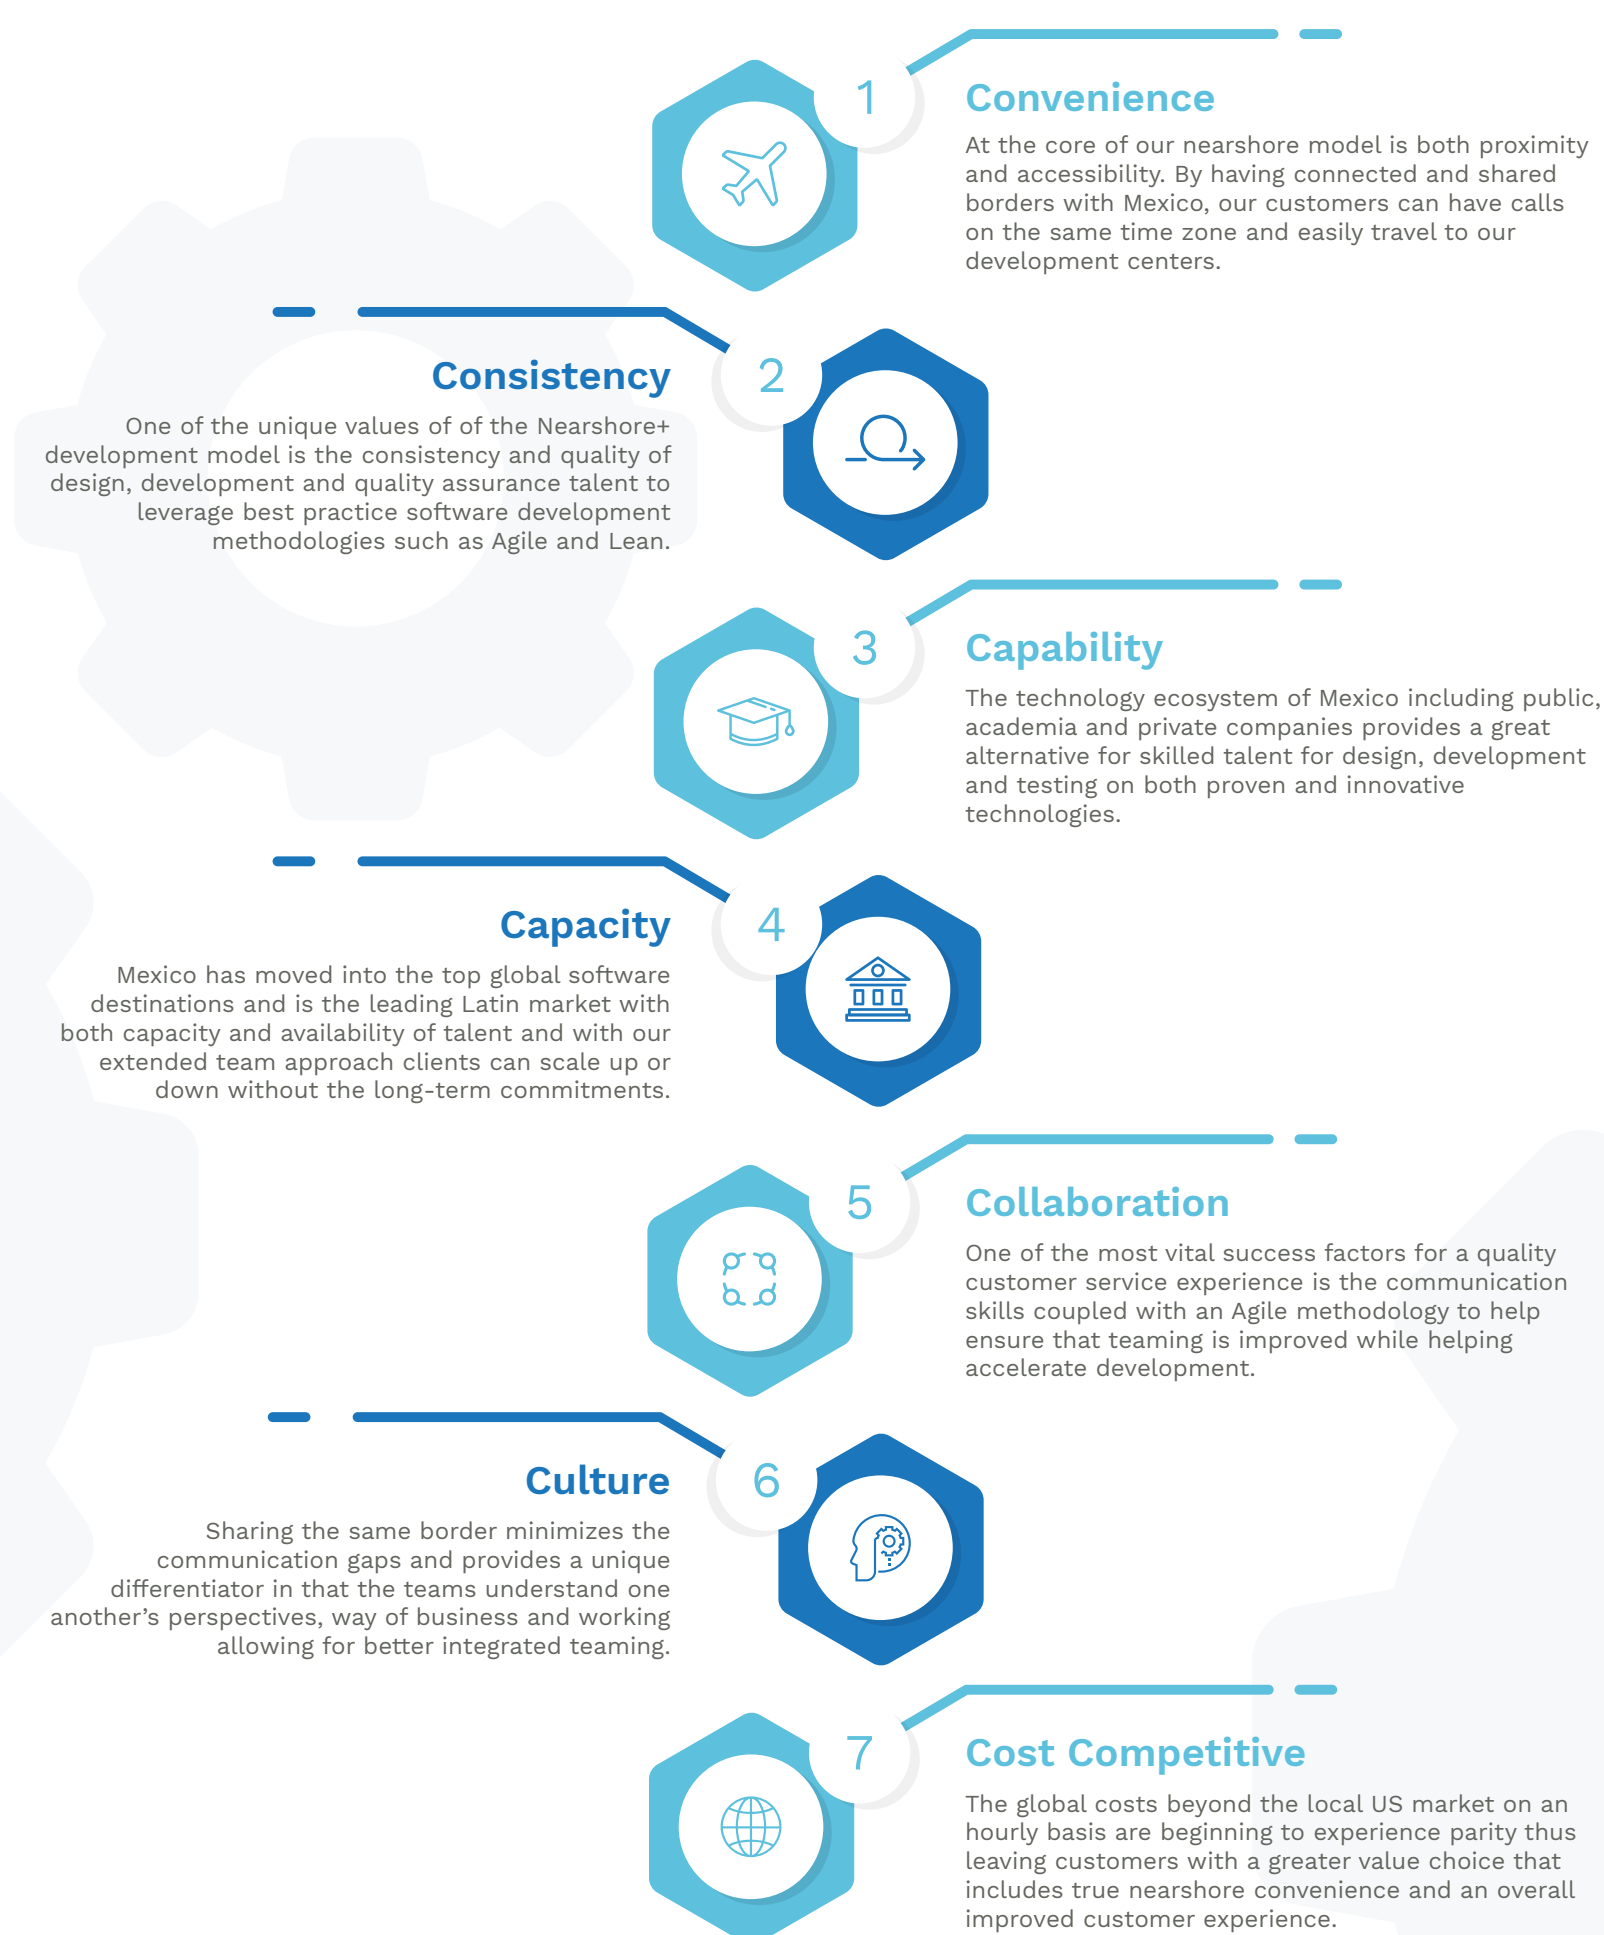 1
Convenience
At the core of our nearshore model is both proximity
and accessibility. By having connected and shared
borders with Mexico, our customers can have calls
on the same time zone and easily travel to our
development centers.
2
Consistency
One of the unique values of of the Nearshore+
development model is the consistency and quality of
design, development and quality assurance talent to
leverage best practice software development
methodologies such as Agile and Lean.
3
Capability
The technology ecosystem of Mexico including public,
academia and private companies provides a great
alternative for skilled talent for design, development
and testing on both proven and innovative
technologies.
4
Capacity
Mexico has moved into the top global software
destinations and is the leading Latin market with
both capacity and availability of talent and with our
extended team approach clients can scale up or
down without the long-term commitments.
5
Collaboration
One of the most vital success factors for a quality
customer service experience is the communication
skills coupled with an Agile methodology to help
ensure that teaming is improved while helping
accelerate development.
6
Culture
Sharing the same border minimizes the
communication gaps and provides a unique
differentiator in that the teams understand one
another’s perspectives, way of business and working
allowing for better integrated teaming.
7
Cost Competitive
The global costs beyond the local US market on an
hourly basis are beginning to experience parity thus
leaving customers with a greater value choice that
includes true nearshore convenience and an overall
improved customer experience.